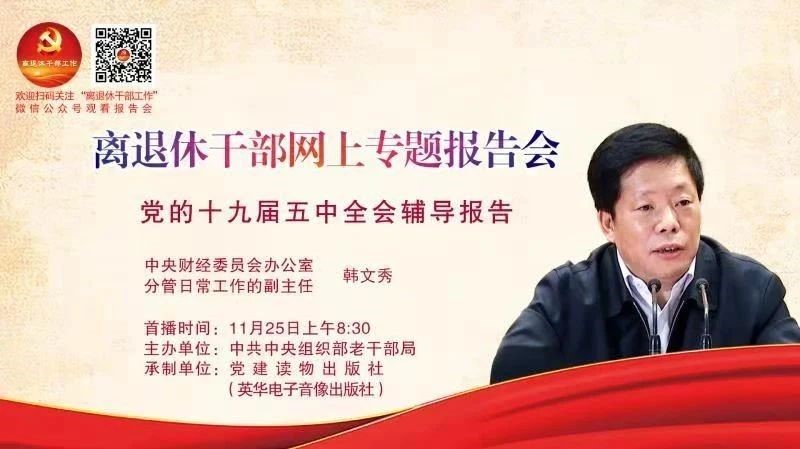 离退休干部工作
欢迎扫码关注 “离退休干部工作”
微信公众号观看报告会
离退休干部网上专题报告会
党的十九届五中全会辅导报告
中央财经委员会办公室
分管日常工作的副主任 韩文秀
首播时间：11月25日上午8:30
主办单位：中共中央组织部老干部局
承制单位：党建读物出版社
（英华电子音像出版社）